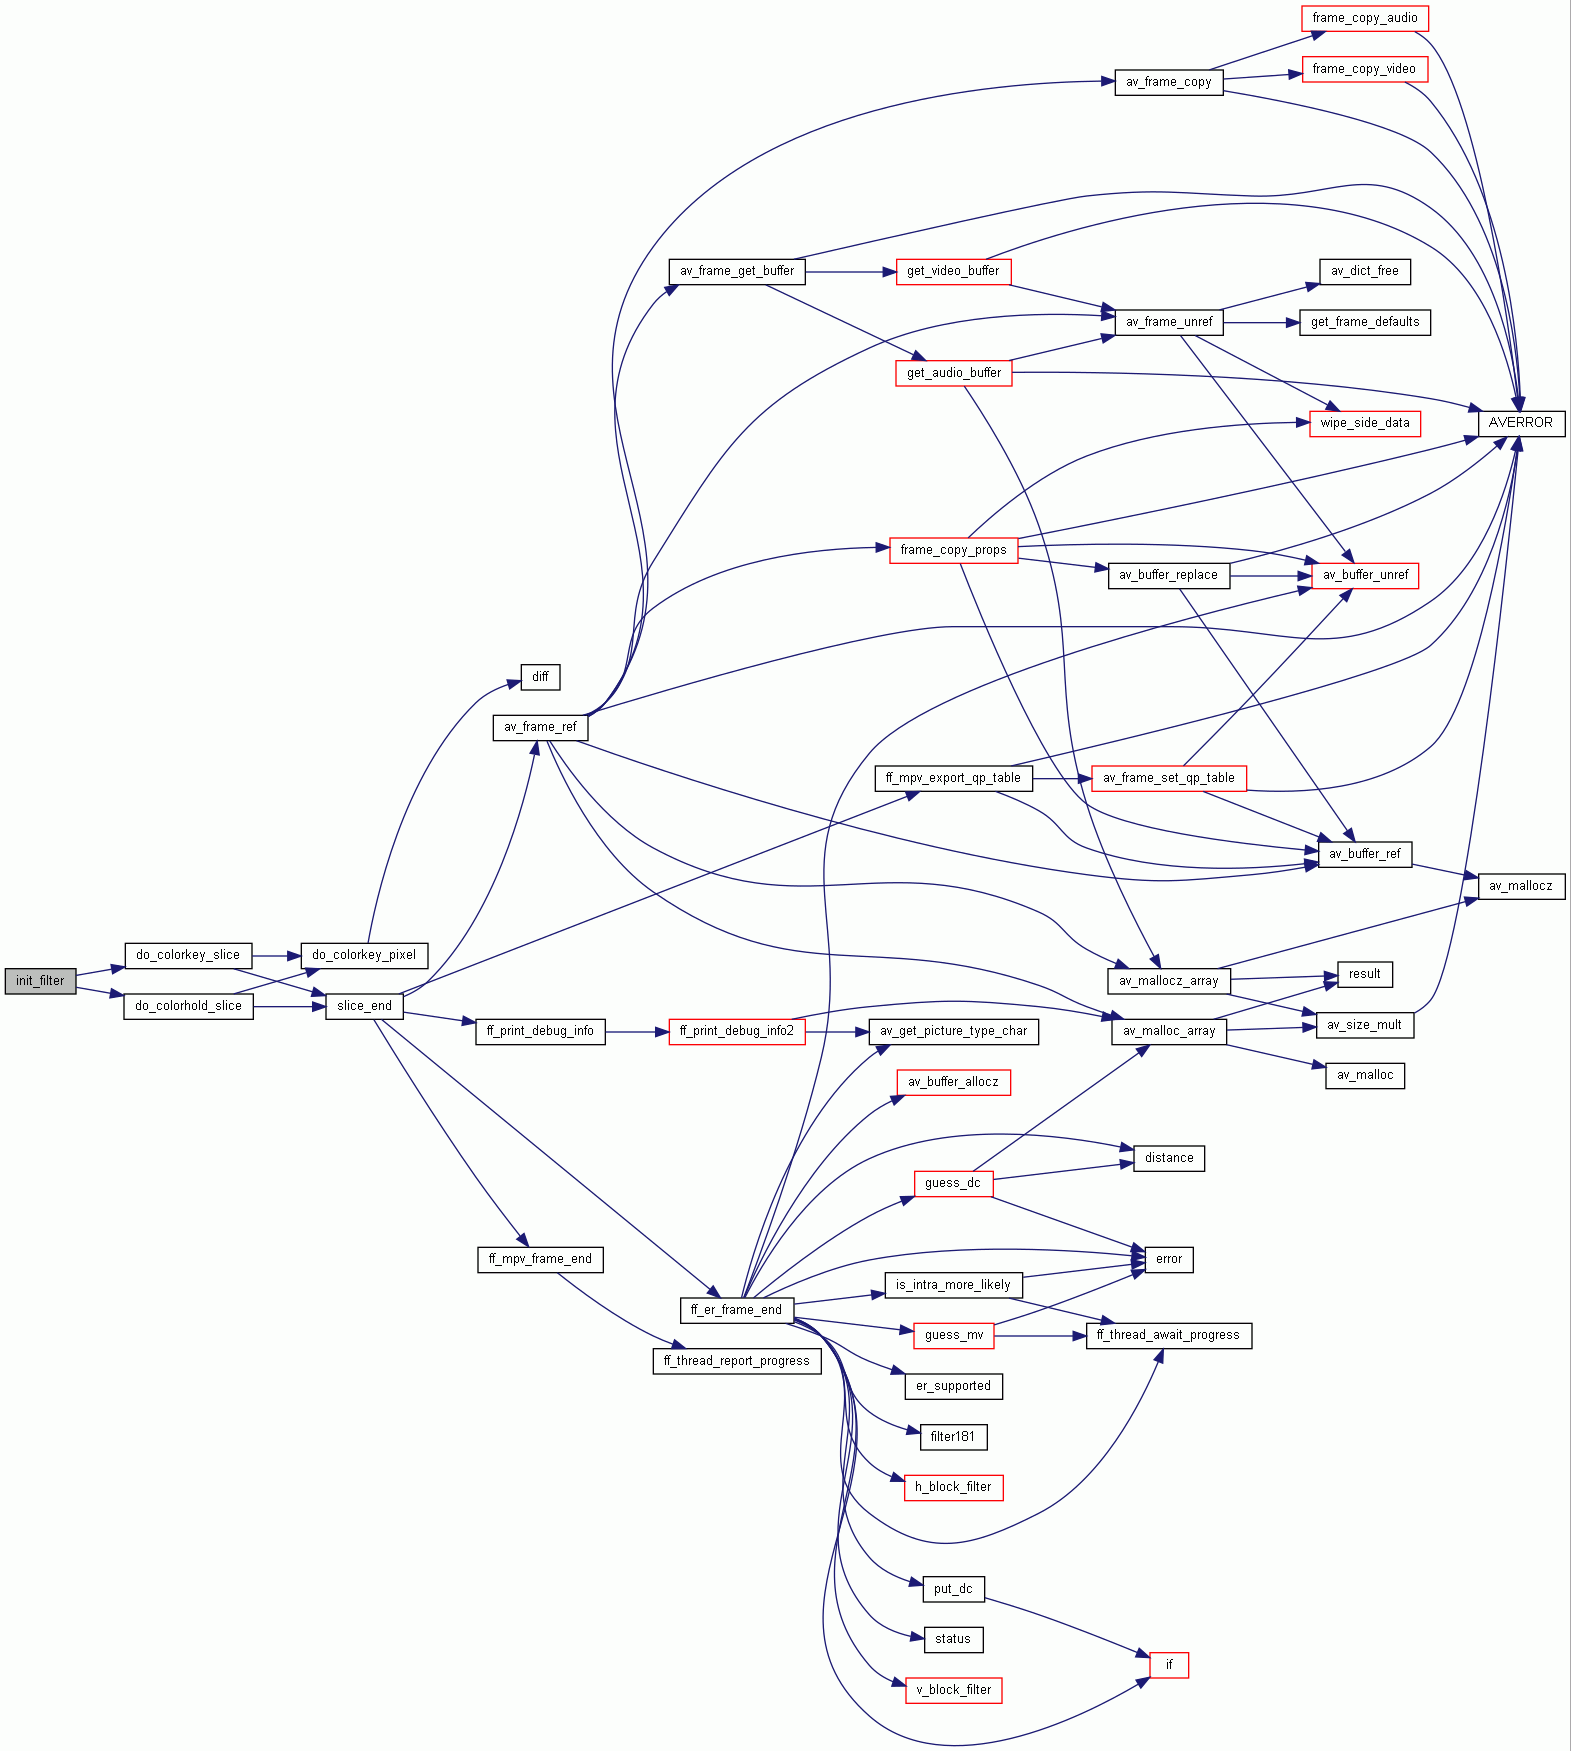 frame_copy_audio
frame_copy_video
av_frame_copy
av_frame_get_buffer
get_video_buffer
av_dict_free
av_frame_unref
get_frame_defaults
get_audio_buffer
wipe_side_data
AVERROR
frame_copy_props
av_buffer_replace
av_buffer_unref
diff
av_frame_ref
ff_mpv_export_qp_table
av_frame_set_qp_table
av_buffer_ref
av_mallocz
do_colorkey_slice
do_colorkey_pixel
init_filter
av_mallocz_array
result
do_colorhold_slice
slice_end
ff_print_debug_info
ff_print_debug_info2
av_get_picture_type_char
av_malloc_array
av_size_mult
av_malloc
av_buffer_allocz
distance
guess_dc
ff_mpv_frame_end
error
is_intra_more_likely
ff_er_frame_end
guess_mv
ff_thread_await_progress
ff_thread_report_progress
er_supported
filter181
h_block_filter
put_dc
status
if
v_block_filter